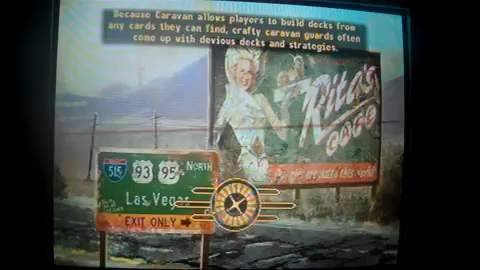 Because Caravan allows players to build decks from
any cards they can find, crafty caravan guards often
come up with devious decks and strategies.
Rita's
cafe
515 93 95 NORTH
Las Vegas
EXIT ONLY